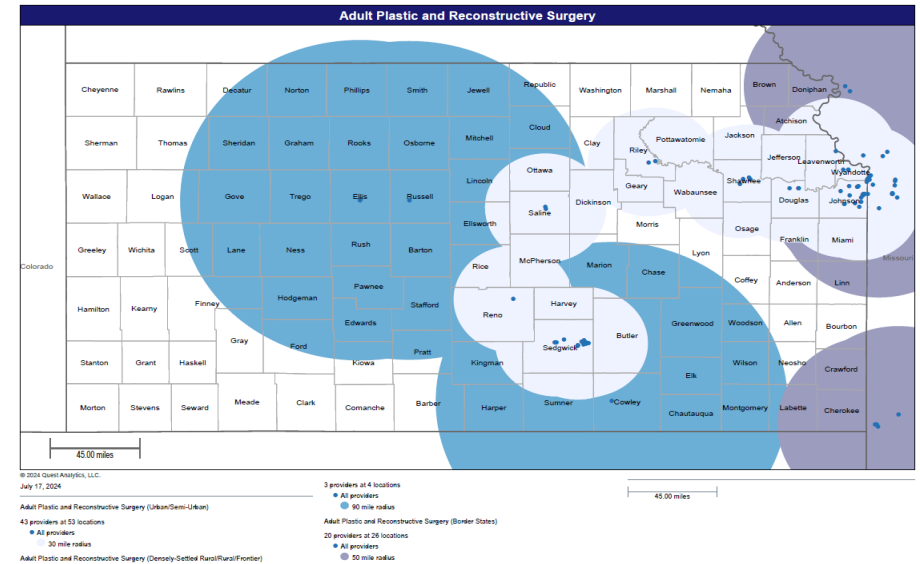 Adult Plastic and Reconstructive Surgery
Cheyenne Rawlins Decatur Norton Phillips Smith Jewell Republic Washington Marshall Nemaha Brown Doniphan
Atchison
Sherman Thomas Sheridan Graham Rooks Osborne Mitchell Cloud Clay Riley Pottawatomie Jackson Jefferson Leavenworth
Wyandotte
Wallace Logan Gove Trego Ellis Russell Lincoln Ottawa Geary Wabaunsee Shawnee Douglas Johnson
Saline Dickinson Morris Osage
Greeley Wichita Scott Lane Ness Rush Barton Ellsworth McPherson Marion Chase Lyon Franklin Miami
Colorado Missouri
Rice Coffey Anderson Linn
Hamilton Kearny Finney Hodgeman Pawnee Stafford Reno Harvey
Gray Edwards Sedgwick Butler Greenwood Woodson Allen Bourbon
Stanton Grant Haskell Ford Kiowa Pratt Kingman Elk Wilson Neosho Crawford
Morton Stevens Seward Meade Clark Comanche Barber Harper Sumner Cowley Chautauqua Montgomery Labette Cherokee
45.00 miles
© 2024 Quest Analytics, LLC.
July 17, 2024
Adult Plastic and Reconstructive Surgery (Urban/Semi-Urban)
43 providers at 53 locations
All providers
30 mile radius
Adult Plastic and Reconstructive Surgery (Densely-Settled Rural/Rural/Frontier)
3 providers at 4 locations
All providers
90 mile radius
Adult Plastic and Reconstructive Surgery (Border States)
20 providers at 26 locations
All providers
50 mile radius
45.00 miles